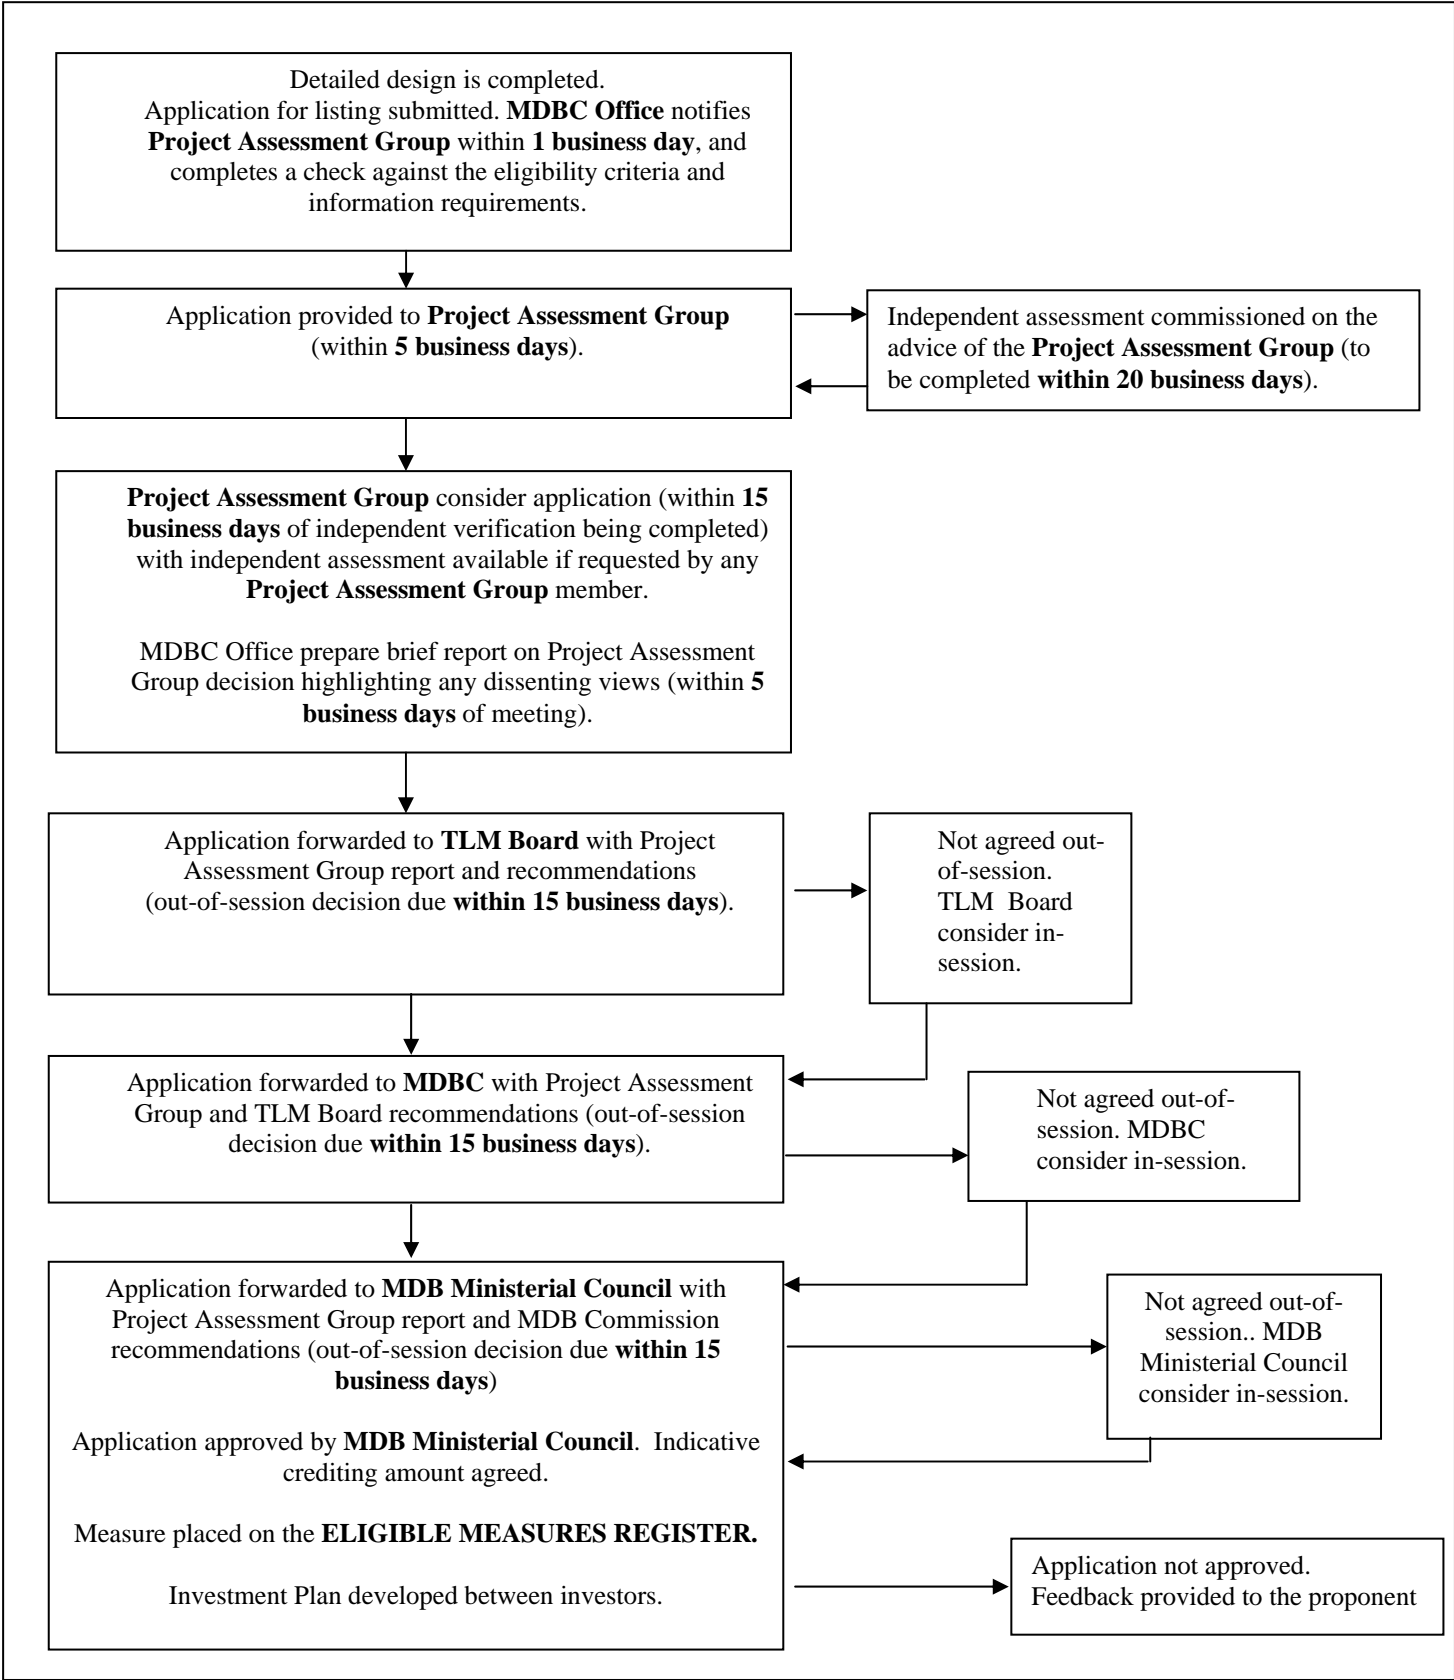 Detailed design is completed.
Application for listing submitted. MDBC Office notifies
Project Assessment Group within 1 business day, and
completes a check against the eligibility criteria and
information requirements.
Application provided to Project Assessment Group
(within 5 business days).
Independent assessment commissioned on the
advice of the Project Assessment Group (to
be completed within 20 business days).
Project Assessment Group consider application (within 15
business days of independent verification being completed)
with independent assessment available if requested by any
Project Assessment Group member.
MDBC Office prepare brief report on Project Assessment
Group decision highlighting any dissenting views (within 5
business days of meeting).
Application forwarded to TLM Board with Project
Assessment Group report and recommendations
(out-of-session decision due within 15 business days).
Not agreed out-
of-session.
TLM  Board
consider in-
session.
Application forwarded to MDBC with Project Assessment
Group and TLM Board recommendations (out-of-session
decision due within 15 business days).
Not agreed out-of-
session. MDBC
consider in-session.
Application forwarded to MDB Ministerial Council with
Project Assessment Group report and MDB Commission
recommendations (out-of-session decision due within 15
business days)
Application approved by MDB Ministerial Council.  Indicative
crediting amount agreed.
Measure placed on the ELIGIBLE MEASURES REGISTER.
Investment Plan developed between investors.
Not agreed out-of-
session.. MDB
Ministerial Council
consider in-session.
Application not approved.
Feedback provided to the proponent